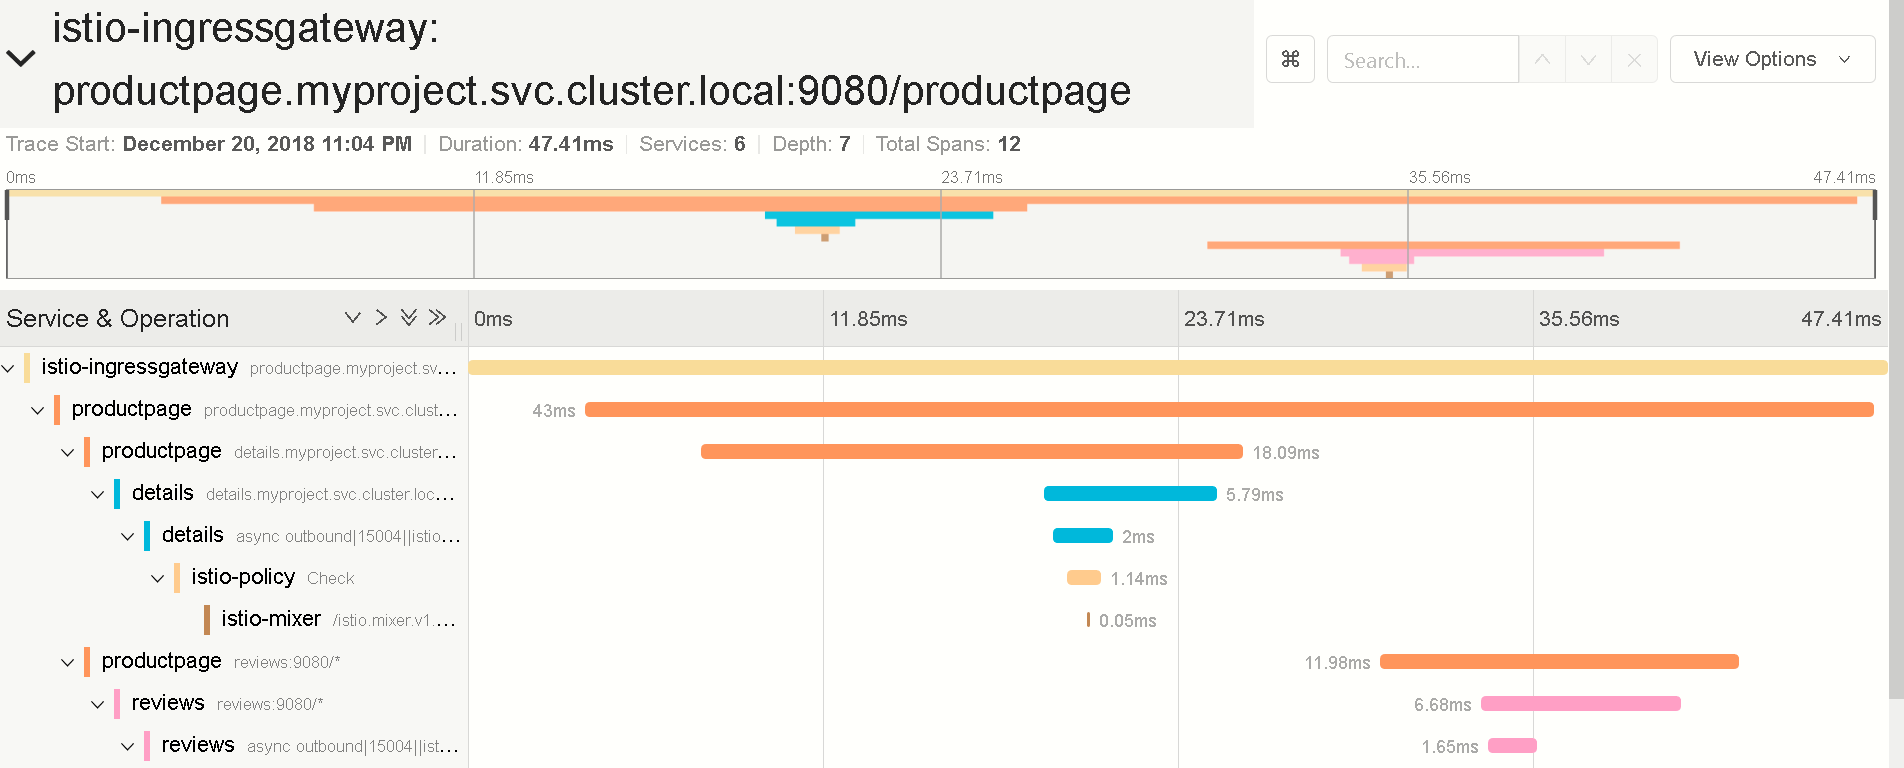 istio-ingressgateway:
productpage.myproject.svc.cluster.local:9080/productpage
⌘ Search... View Options
Trace Start: December 20, 2018 11:04 PM Duration: 47.41ms Services: 6 Depth: 7 Total Spans: 12
0ms 11.85ms 23.71ms 35.56ms 47.41ms
Service & Operation 0ms 11.85ms 23.71ms 35.56ms 47.41ms
istio-ingressgateway productpage.myproject.sv...
productpage productpage.myproject.svc.clust... 43ms
productpage details.myproject.svc.cluster... 18.09ms
details details.myproject.svc.cluster.loc... 5.79ms
details async outbound|15004||istio... 2ms
istio-policy Check 1.14ms
istio-mixer /istio.mixer.v1.... 0.05ms
productpage reviews:9080/* 11.98ms
reviews reviews:9080/* 6.68ms
reviews async outbound|15004||ist... 1.65ms